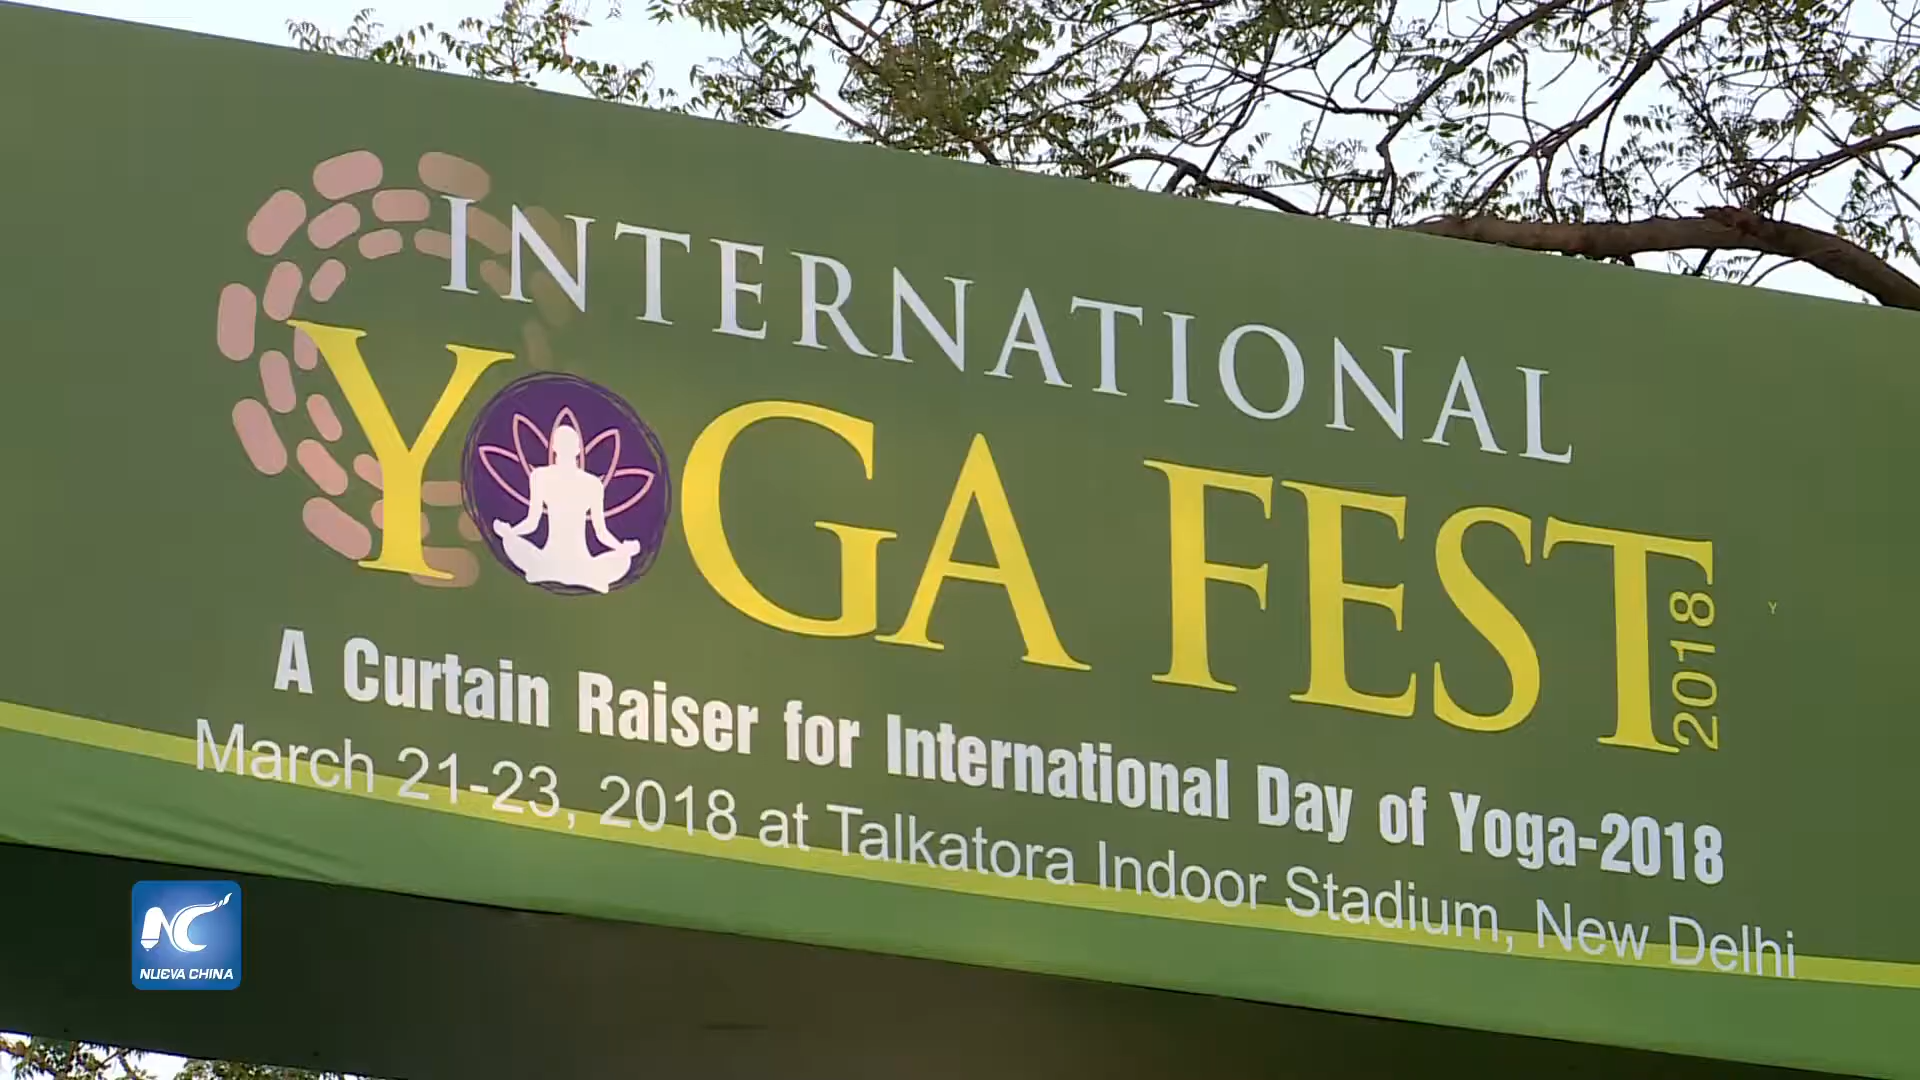 INTERNATIONAL
YOGA FEST 2018
A Curtain Raiser for International Day of Yoga-2018
March 21-23, 2018 at Talkatora Indoor Stadium, New Delhi
Y
NC
NUEVA CHINA